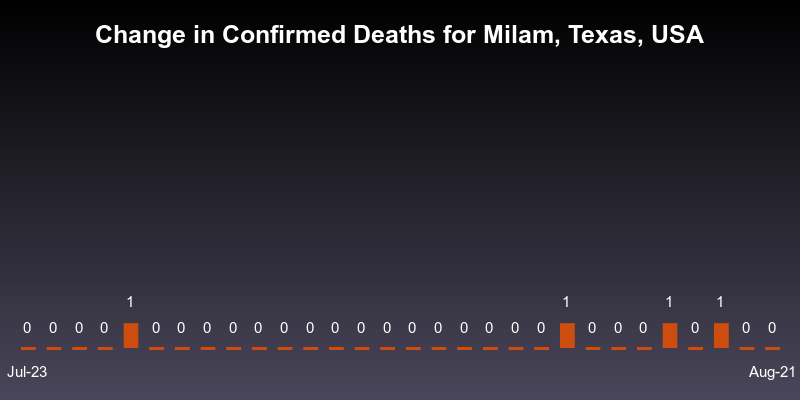 Change in Confirmed Deaths for Milam, Texas, USA
1 1 1 1
0 0 0 0 0 0 0 0 0 0 0 0 0 0 0 0 0 0 0 0 0 0 0 0 0 0
Jul-23 Aug-21